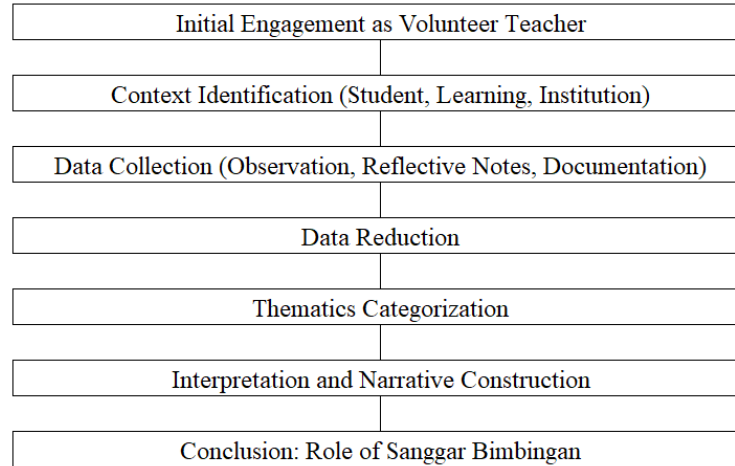 Initial Engagement as Volunteer Teacher
Context Identification (Student, Learning, Institution)
Data Collection (Observation, Reflective Notes, Documentation)
Data Reduction
Thematics Categorization
Interpretation and Narrative Construction
Conclusion: Role of Sanggar Bimbingan